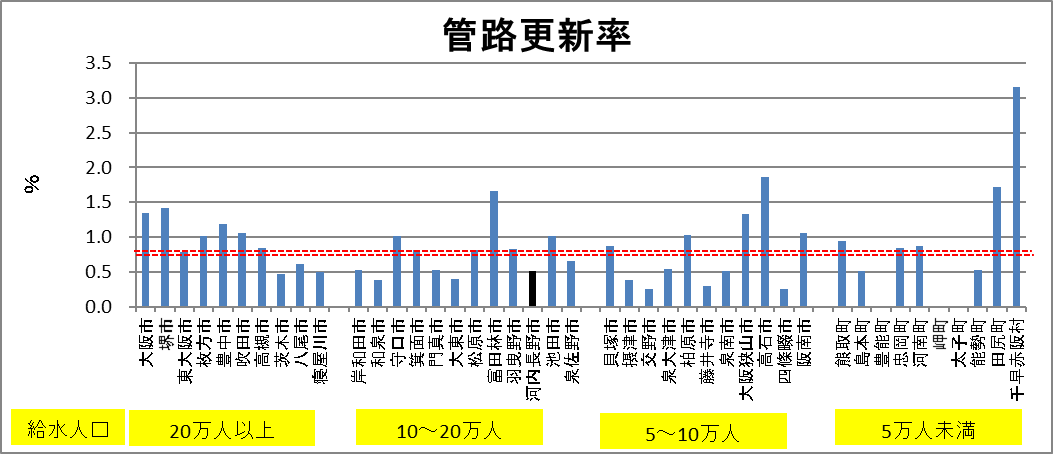 管路更新率
3.5
3.0
2.5
2.0
1.5
1.0
0.5
0.0
%
大阪市
堺市
東大阪市
枚方市
豊中市
吹田市
高槻市
茨木市
八尾市
寝屋川市
岸和田市
和泉市
守口市
箕面市
門真市
大東市
松原市
富田林市
羽曳野市
河内長野市
池田市
泉佐野市
貝塚市
摂津市
交野市
泉大津市
柏原市
藤井寺市
泉南市
大阪狭山市
高石市
四條畷市
阪南市
熊取町
島本町
豊能町
忠岡町
河南町
岬町
太子町
能勢町
田尻町
千早赤阪村
給水人口
20万人以上
10～20万人
5～10万人
5万人未満